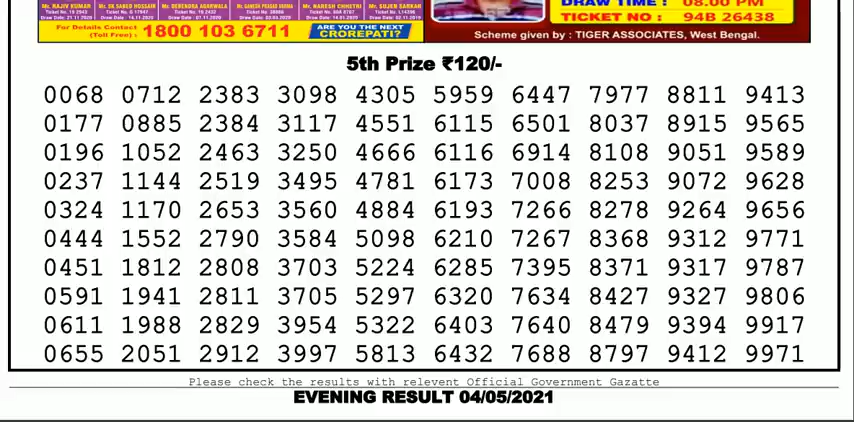 Mr. RAJIV KUMAR Mr. SK SABUD HOSSAIN Mr. DEBENDRA AGARWALA Mr. GANESH PRASAD VARMA Mr. NARESH CHHETRI Mr. SUJEN SARKAR
DRAW TIME : 08.00 PM
TICKET NO : 94B 26438
For Details Contact
(Toll Free) : 1800 103 6711
ARE YOU THE NEXT
CROREPATI?
Scheme given by : TIGER ASSOCIATES, West Bengal.
5th Prize ₹120/-
0068 0712 2383 3098 4305 5959 6447 7977 8811 9413
0177 0885 2384 3117 4551 6115 6501 8037 8915 9565
0196 1052 2463 3250 4666 6116 6914 8108 9051 9589
0237 1144 2519 3495 4781 6173 7008 8253 9072 9628
0324 1170 2653 3560 4884 6193 7266 8278 9264 9656
0444 1552 2790 3584 5098 6210 7267 8368 9312 9771
0451 1812 2808 3703 5224 6285 7395 8371 9317 9787
0591 1941 2811 3705 5297 6320 7634 8427 9327 9806
0611 1988 2829 3954 5322 6403 7640 8479 9394 9917
0655 2051 2912 3997 5813 6432 7688 8797 9412 9971
Please check the results with relevent Official Government Gazatte
EVENING RESULT 04/05/2021